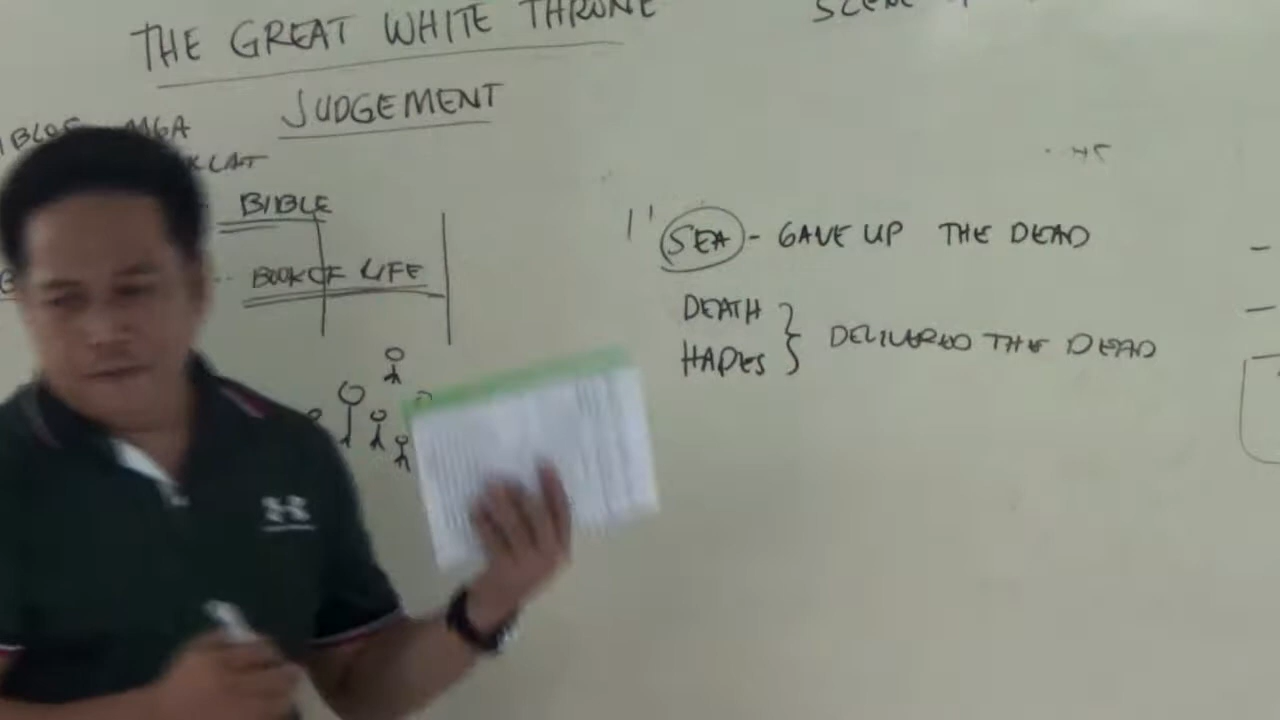 THE GREAT WHITE THRONE
JUDGEMENT
MGA
BIBLE
BOOK OF LIFE
SEA - GAVE UP THE DEAD
DEATH
HADES
DELIVERED THE DEAD